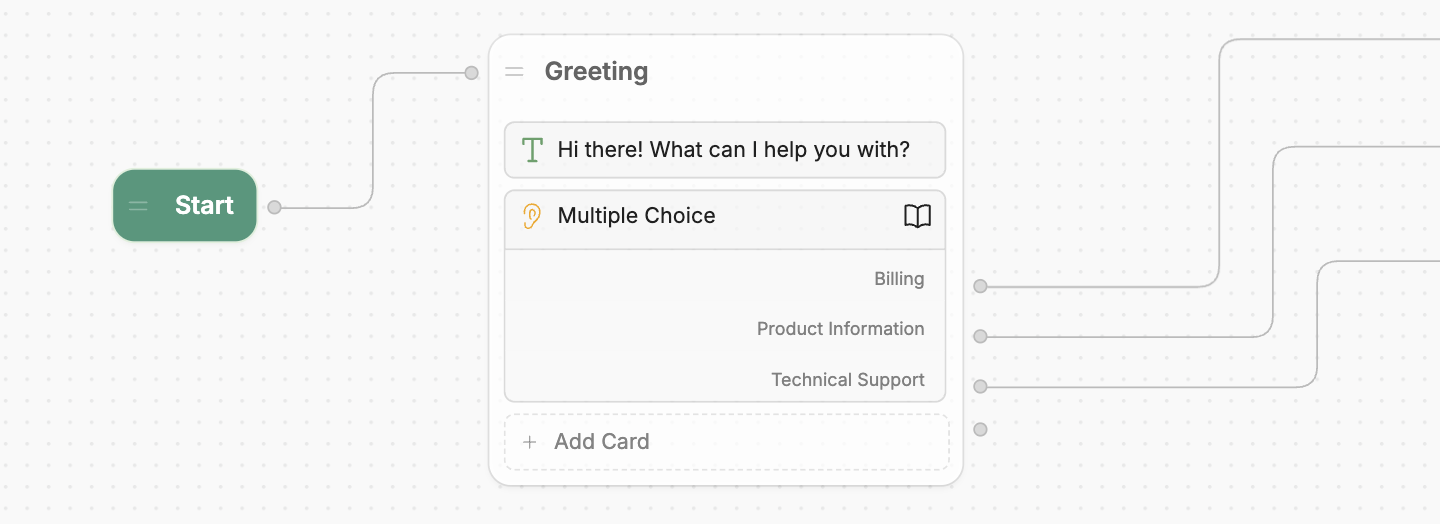 Start
Greeting
Hi there! What can I help you with?
Multiple Choice
Billing
Product Information
Technical Support
+ Add Card